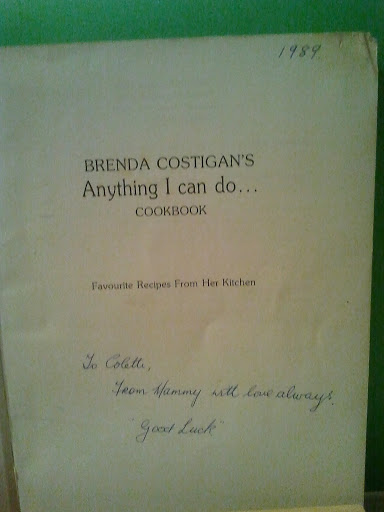 1989
BRENDA COSTIGAN'S
Anything I can do...
COOKBOOK
Favourite Recipes From Her Kitchen
To Colette,
From Mammy with love always.
"Good Luck"